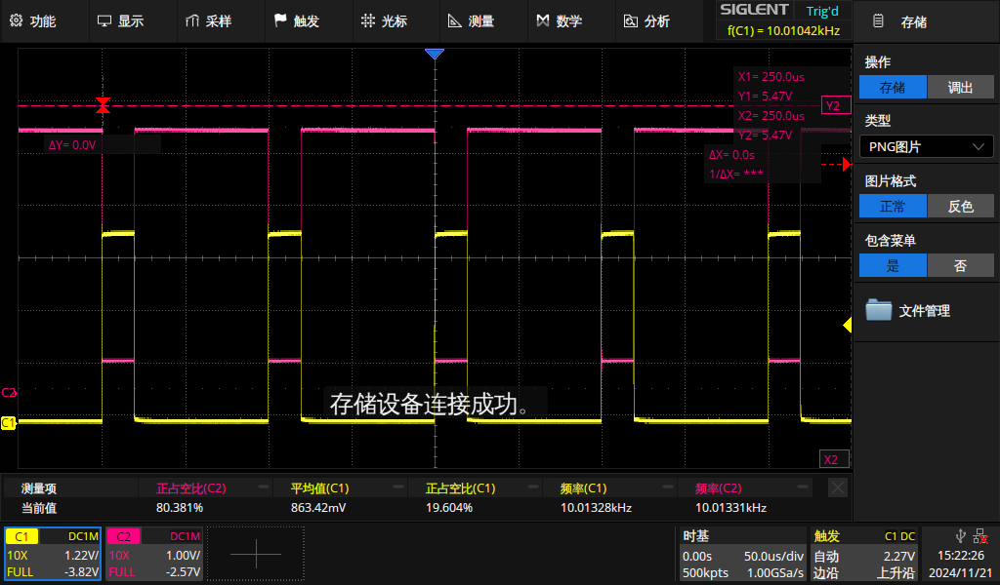 功能 显示 采样 触发 光标 测量 数学 分析
SIGLENT Trig'd
f(C1) = 10.01042kHz
存储
操作
存储 调出
类型
PNG图片
图片格式
正常 反色
包含菜单
是 否
文件管理
X1= 250.0us
Y1= 5.47V
X2= 250.0us
Y2= 5.47V
ΔX= 0.0s
1/ΔX= ***
Y2
ΔY= 0.0V
C2
存储设备连接成功。
C1
X2
测量项 正占空比(C2) 平均值(C1) 正占空比(C1) 频率(C1) 频率(C2)
当前值 80.381% 863.42mV 19.604% 10.01328kHz 10.01331kHz
C1 DC1M
10X 1.22V/
FULL -3.82V
C2 DC1M
10X 1.00V/
FULL -2.57V
时基
0.00s 50.0us/div
500kpts 1.00GSa/s
触发 C1 DC
自动 2.27V
边沿 上升沿
15:22:26
2024/11/21